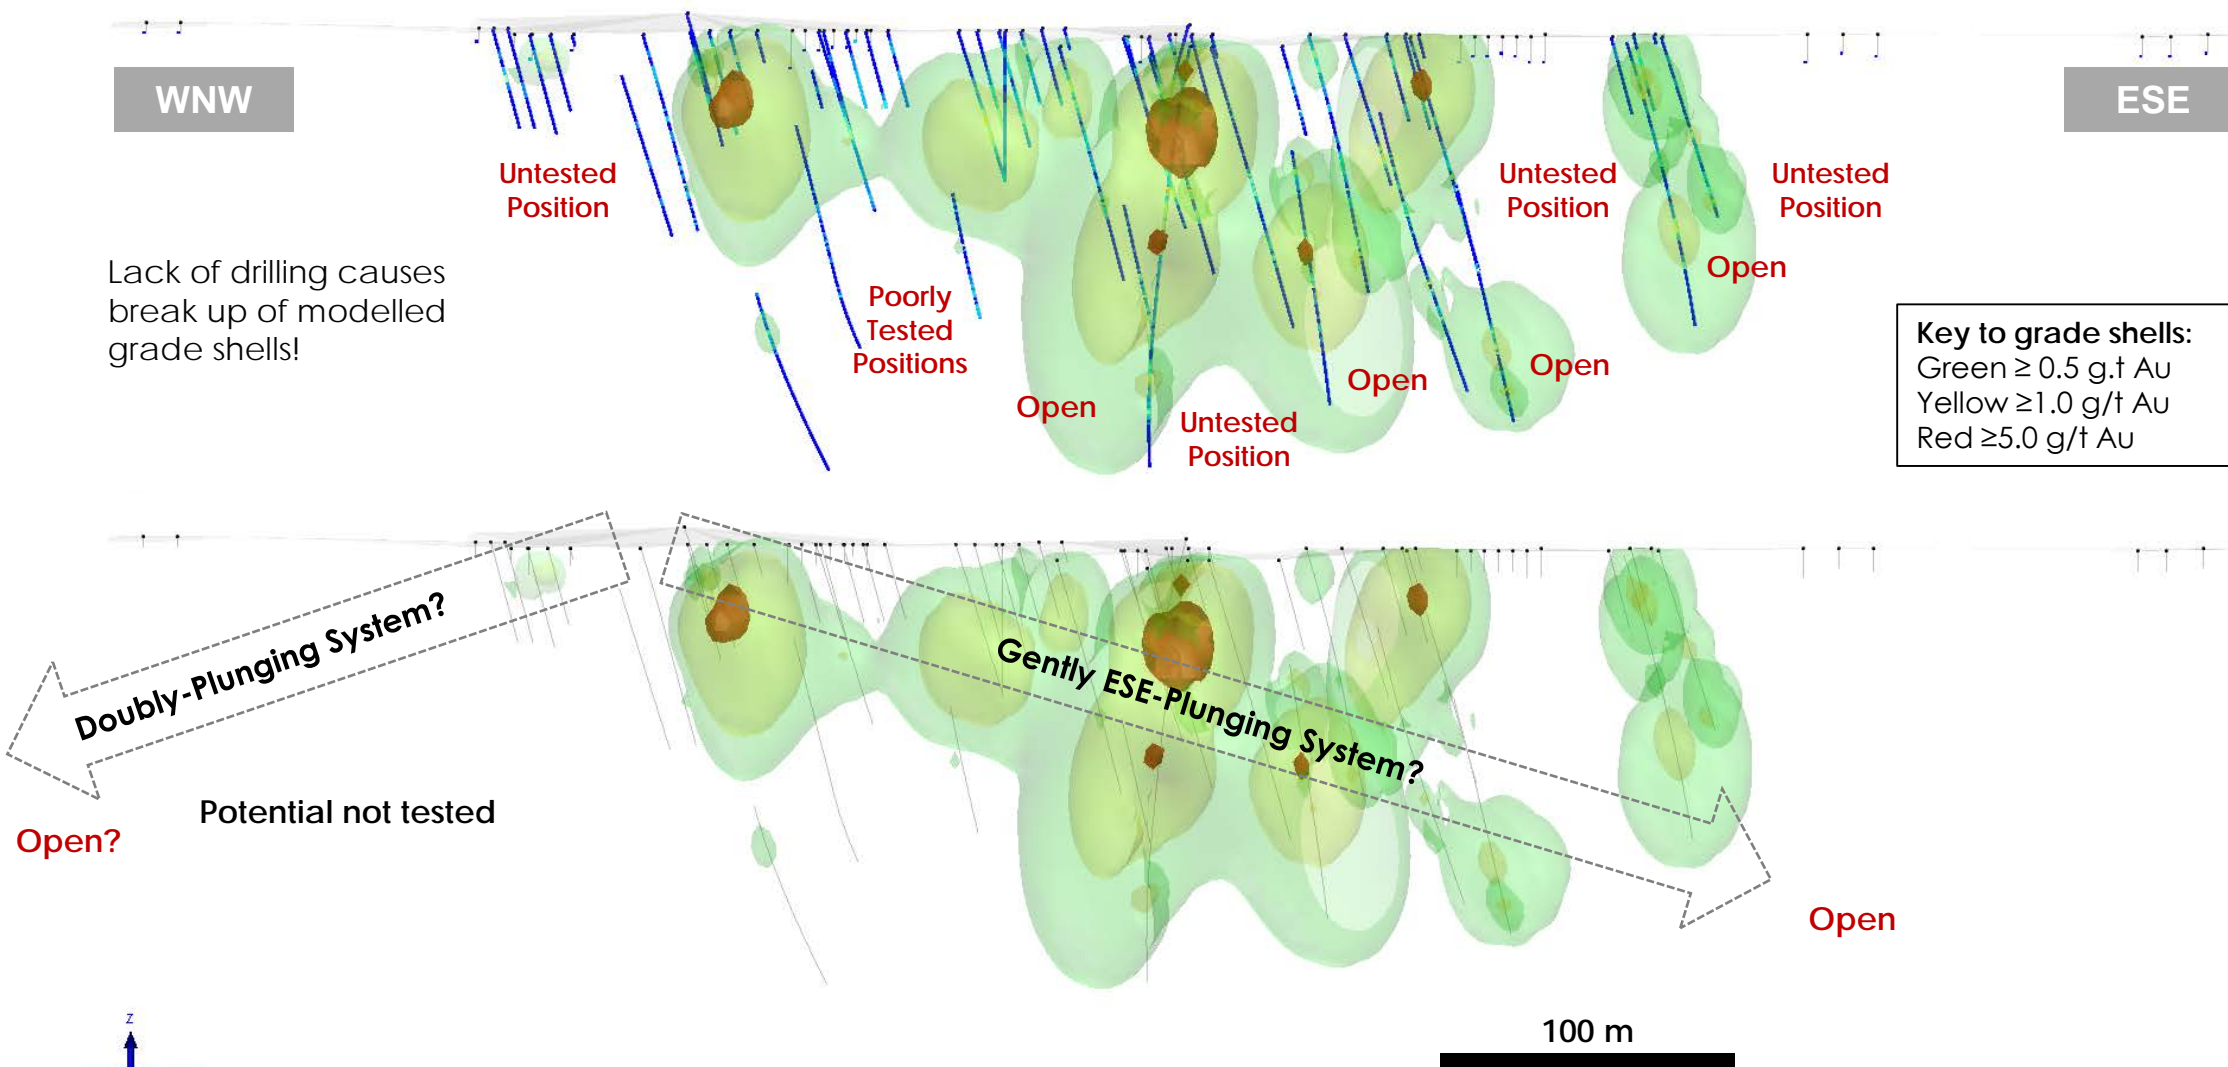 WNW
ESE
Untested
Position
Untested
Position
Untested
Position
Lack of drilling causes
break up of modelled
grade shells!
Open
Poorly
Tested
Positions
Key to grade shells:
Green ≥ 0.5 g.t Au
Yellow ≥1.0 g/t Au
Red ≥5.0 g/t Au
Open
Open
Open
Untested
Position
Doubly-Plunging System?
Gently ESE-Plunging System?
Potential not tested
Open?
Open
z
100 m